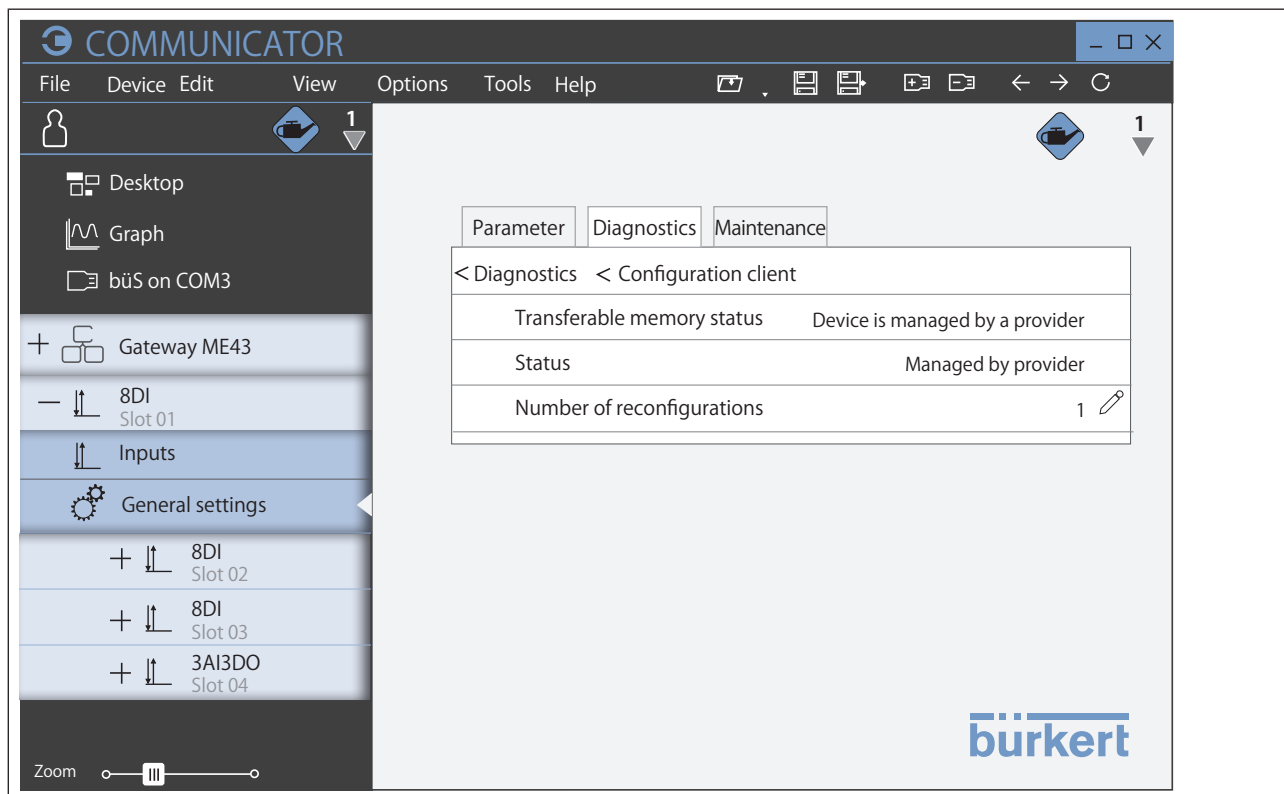 COMMUNICATOR
File Device Edit View Options Tools Help
1
1
Desktop
Graph
büS on COM3
Gateway ME43
8DI
Slot 01
Inputs
General settings
8DI
Slot 02
8DI
Slot 03
3AI3DO
Slot 04
Zoom
Parameter Diagnostics Maintenance
< Diagnostics < Configuration client
Transferable memory status Device is managed by a provider
Status Managed by provider
Number of reconfigurations 1
bürkert